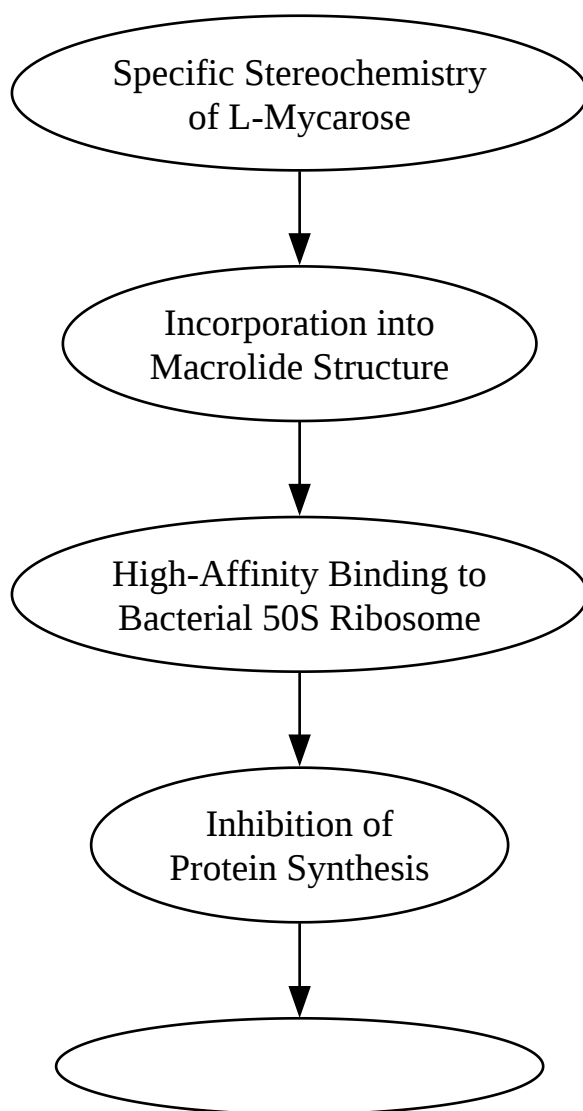 Specific Stereochemistry
of L-Mycarose
Incorporation into
Macrolide Structure
High-Affinity Binding to
Bacterial 50S Ribosome
Inhibition of
Protein Synthesis